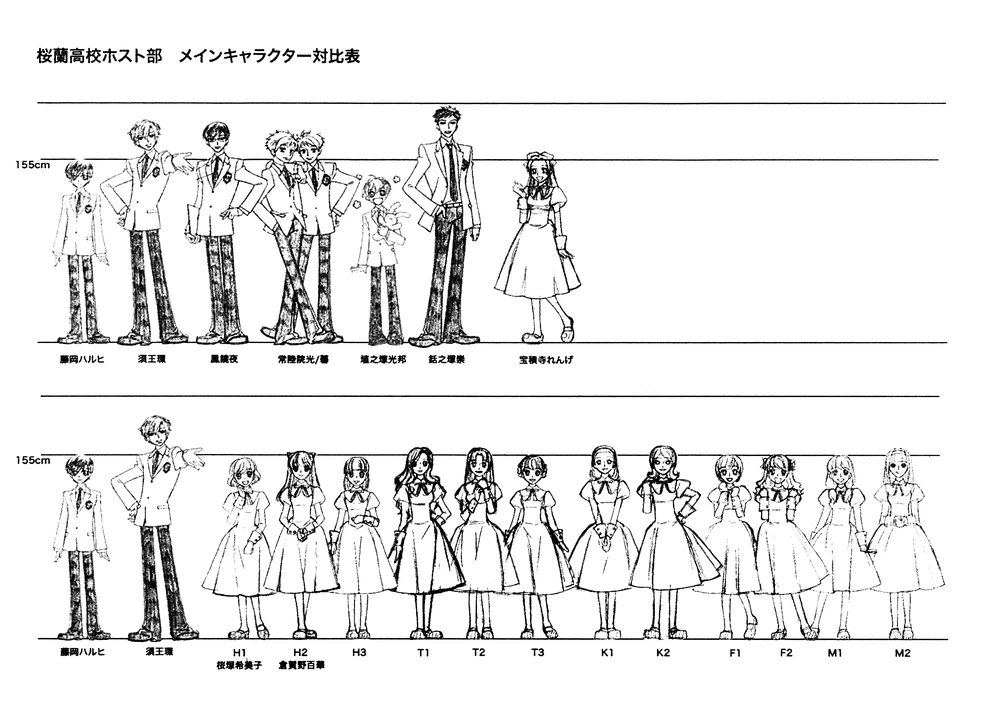 桜蘭高校ホスト部　メインキャラクター対比表
155cm
藤岡ハルヒ　須王環　鳳鏡夜　常陸院光/馨　埴之塚光邦　銛之塚崇　宝積寺れんげ
155cm
藤岡ハルヒ　須王環　H1　H2　H3　T1　T2　T3　K1　K2　F1　F2　M1　M2
桜塚希美子　倉賀野百華